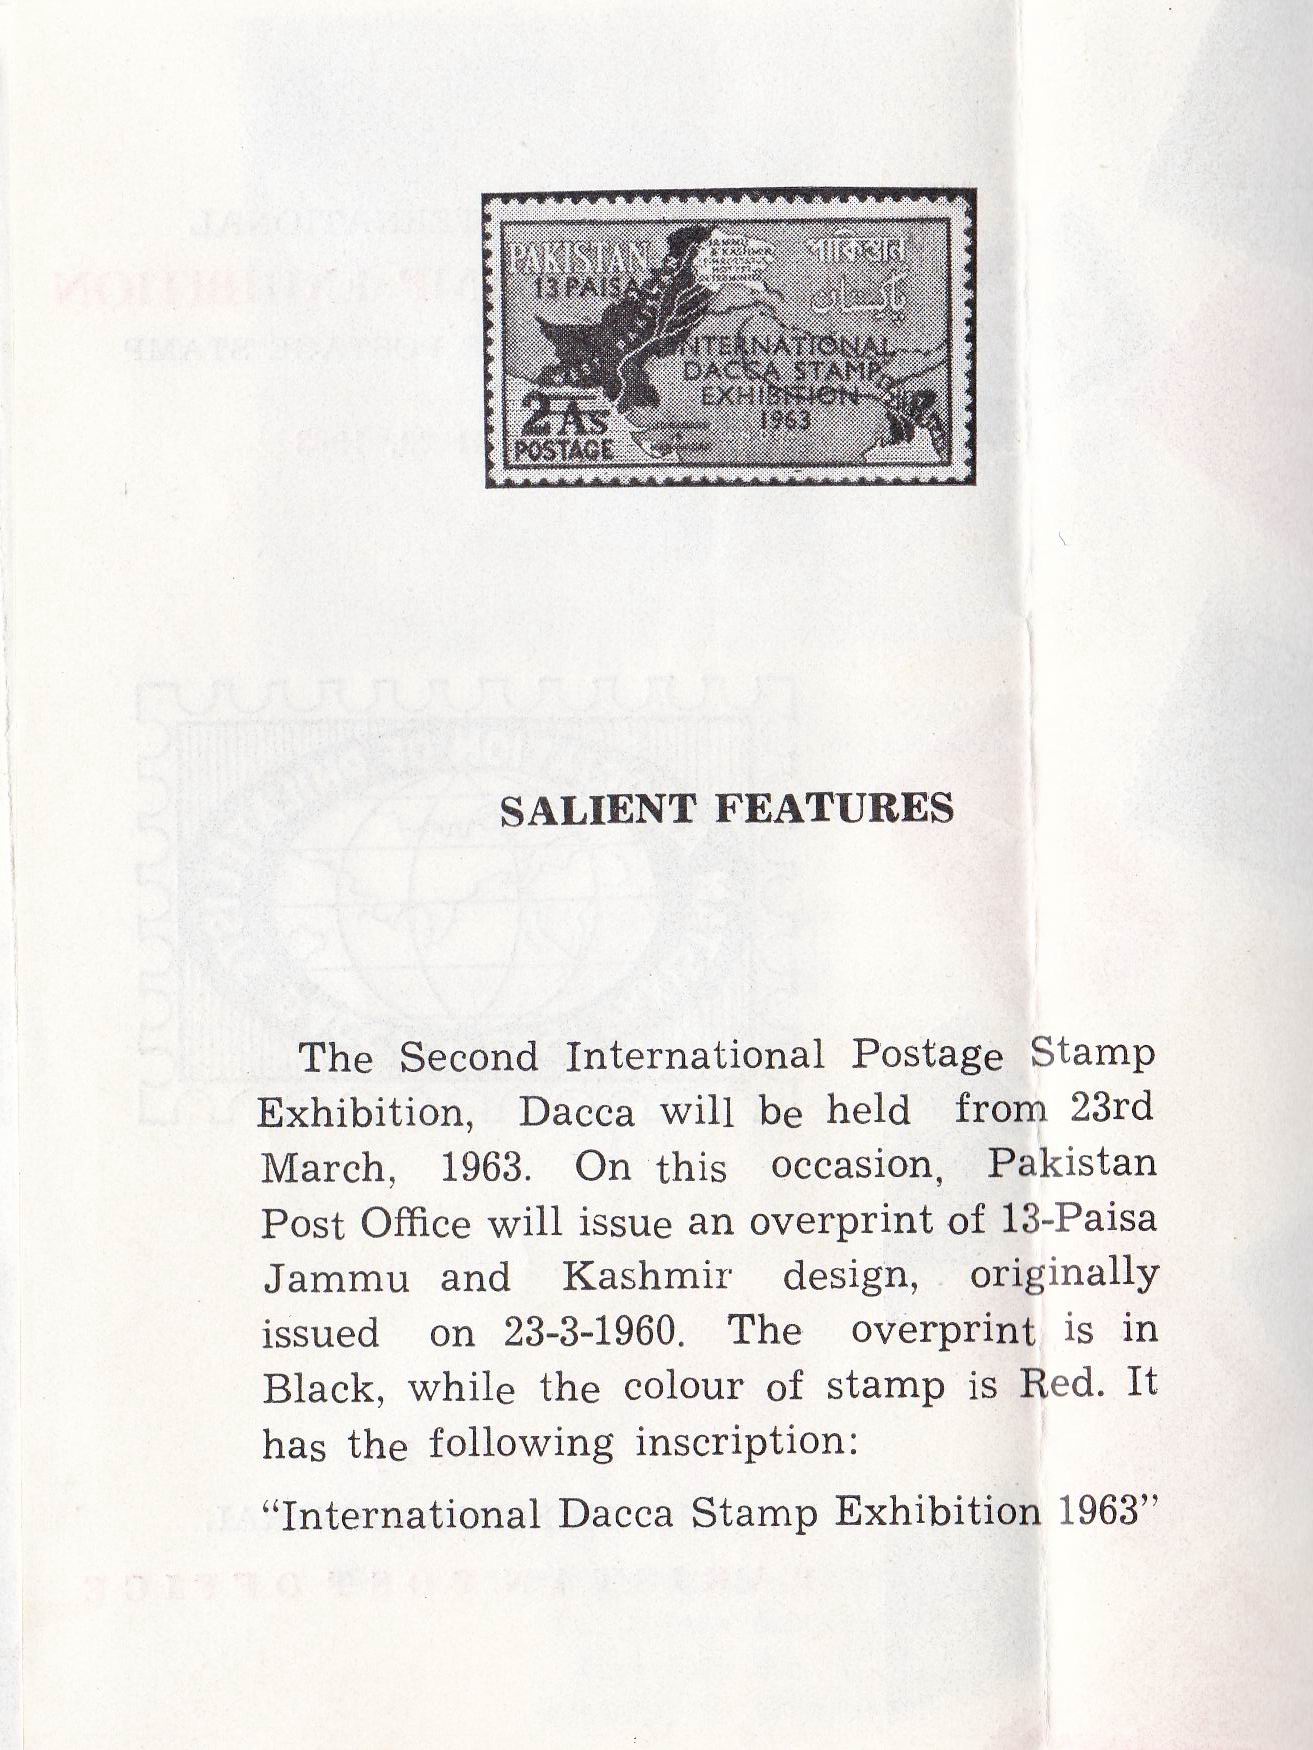 PAKISTAN
13 PAISA
JAMMU
& KASHMIR
পাকিস্তান
پاکستان
INTERNATIONAL
DACCA STAMP
EXHIBITION
1963
2 As
POSTAGE
SALIENT FEATURES
The Second International Postage Stamp
Exhibition, Dacca will be held from 23rd
March, 1963. On this occasion, Pakistan
Post Office will issue an overprint of 13-Paisa
Jammu and Kashmir design, originally
issued on 23-3-1960. The overprint is in
Black, while the colour of stamp is Red. It
has the following inscription:
“International Dacca Stamp Exhibition 1963”